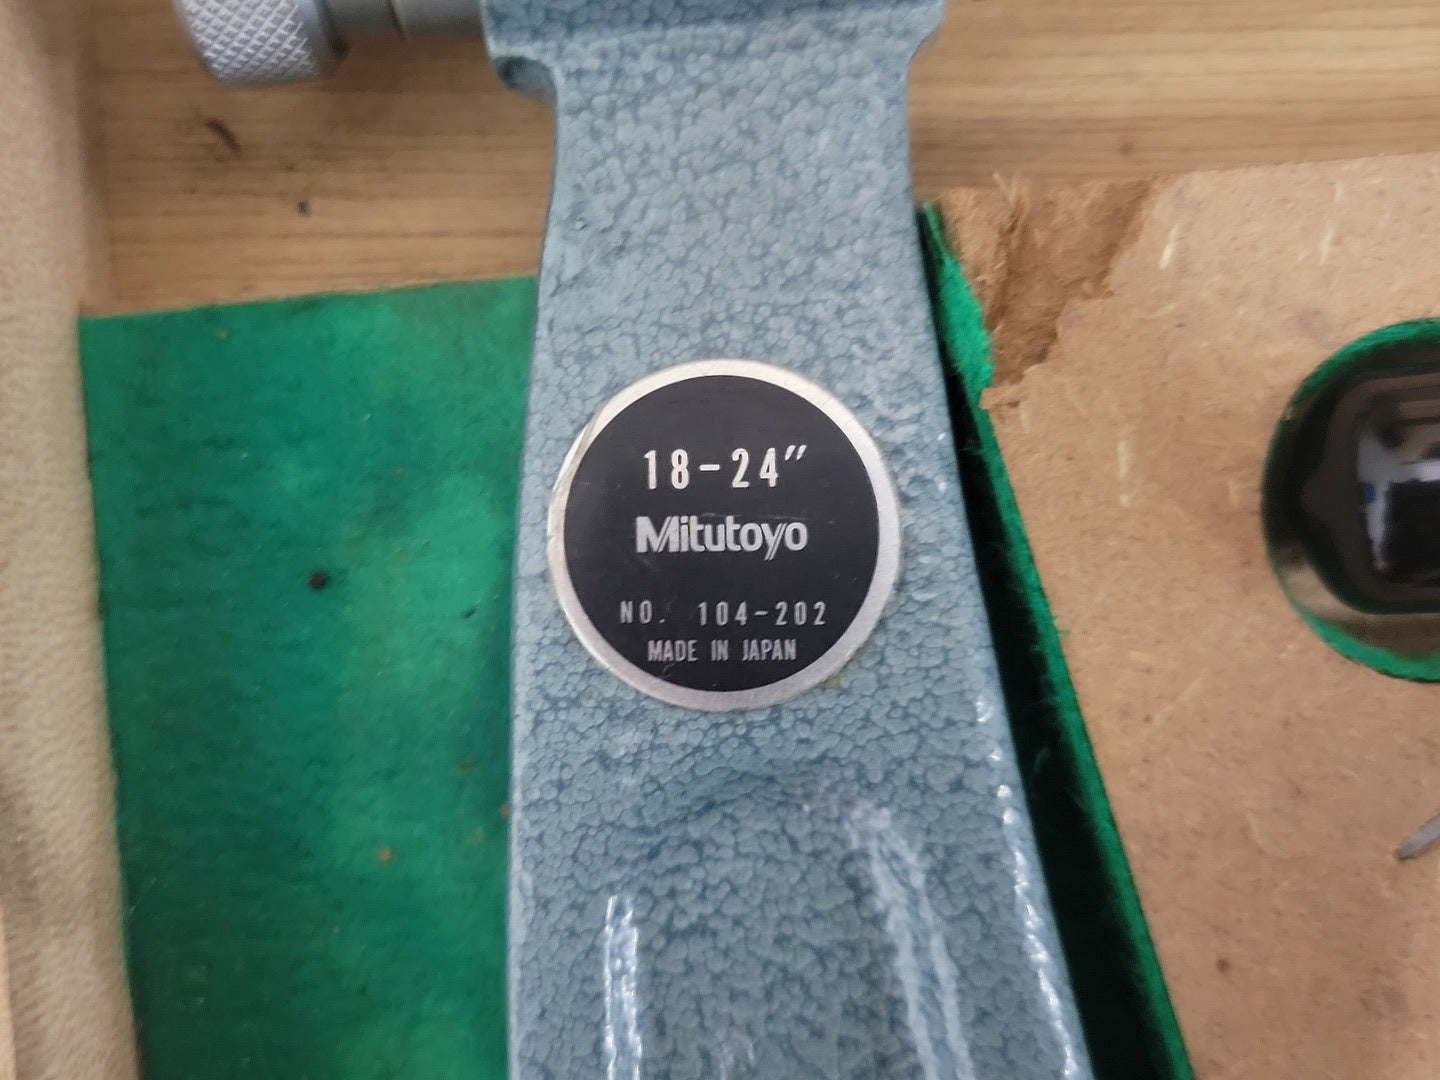 18-24"
Mitutoyo
NO. 104-202
MADE IN JAPAN